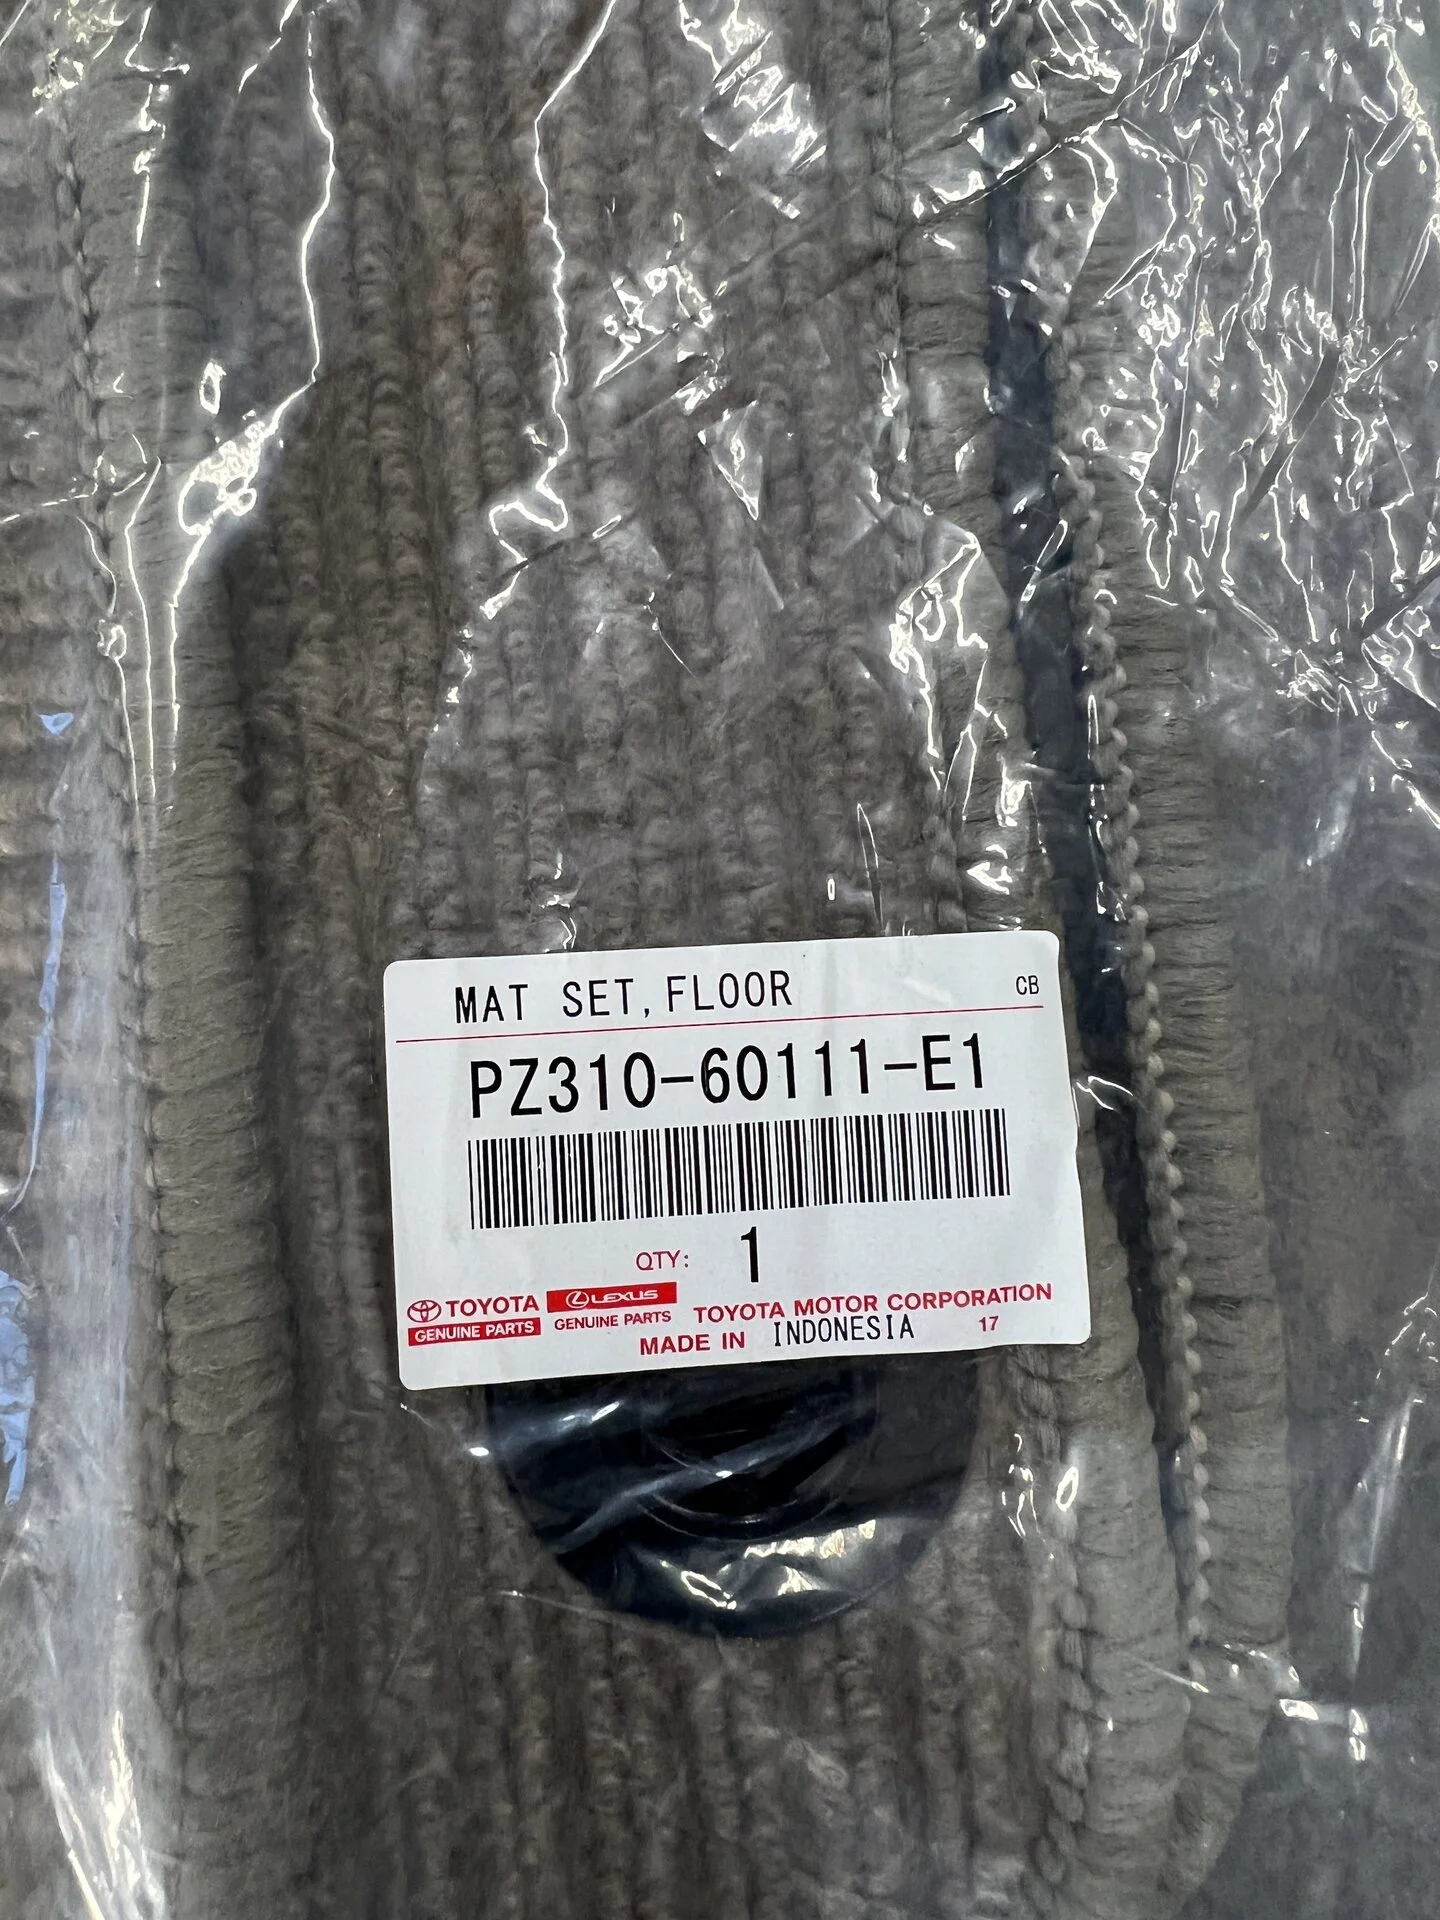 MAT SET, FLOOR CB
PZ310-60111-E1
QTY: 1
TOYOTA LEXUS TOYOTA MOTOR CORPORATION
GENUINE PARTS GENUINE PARTS MADE IN INDONESIA 17